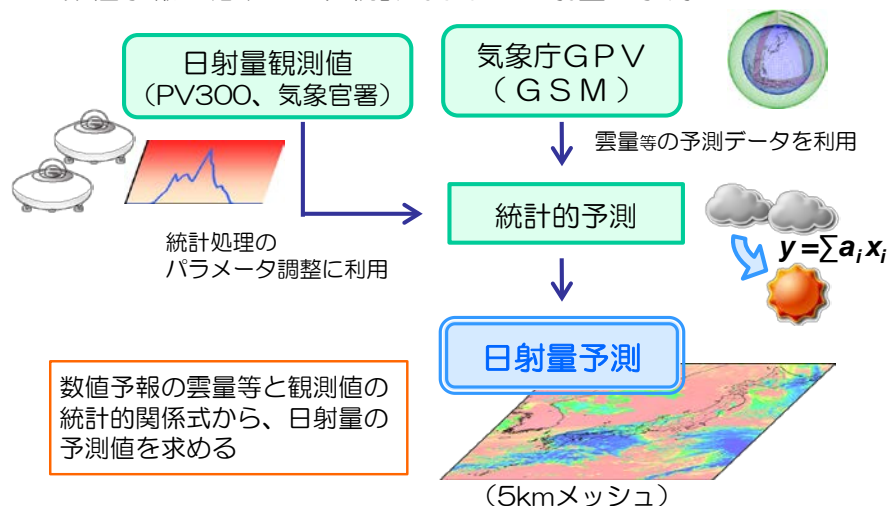 日射量観測値
(PV300、気象官署)
気象庁GPV
(GSM)
雲量等の予測データを利用
統計的予測
y=∑aᵢxᵢ
統計処理の
パラメータ調整に利用
日射量予測
数値予報の雲量等と観測値の
統計的関係式から、日射量の
予測値を求める
(5kmメッシュ)